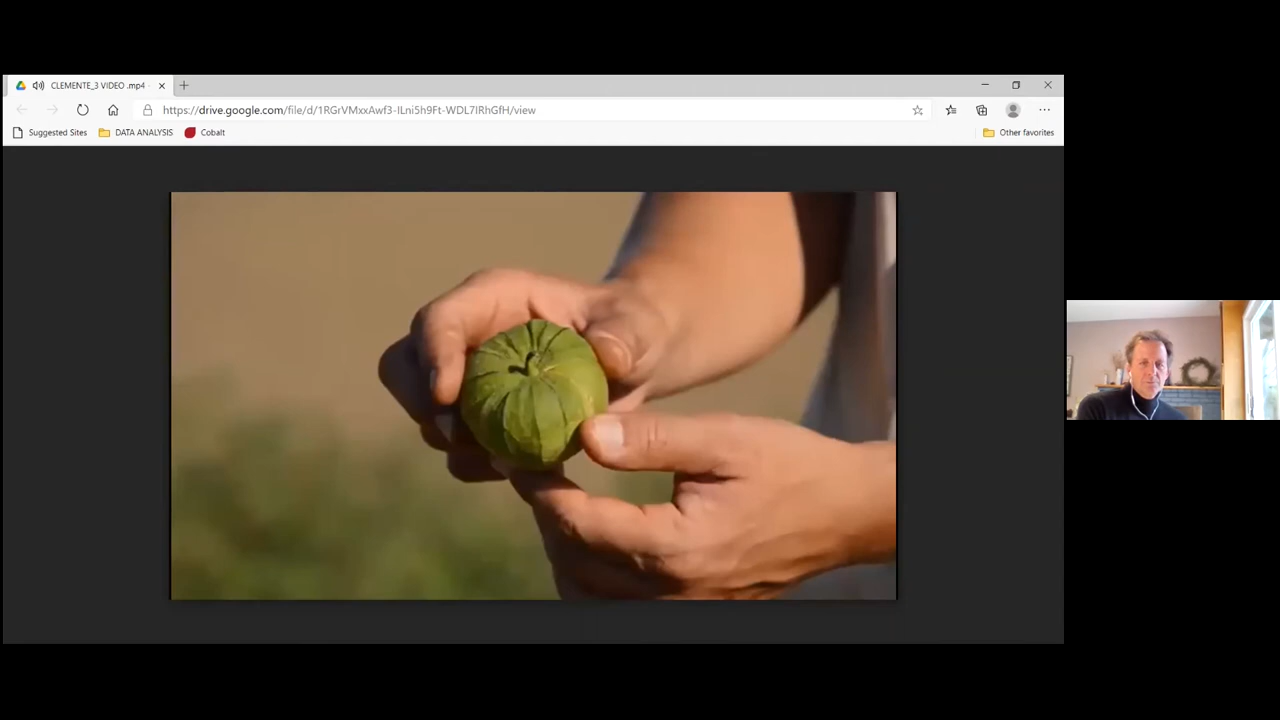 CLEMENTE_3 VIDEO .mp4
https://drive.google.com/file/d/1RGrVMxxAwf3-ILni5h9Ft-WDL7lRhGfH/view
Suggested Sites
DATA ANALYSIS
Cobalt
Other favorites